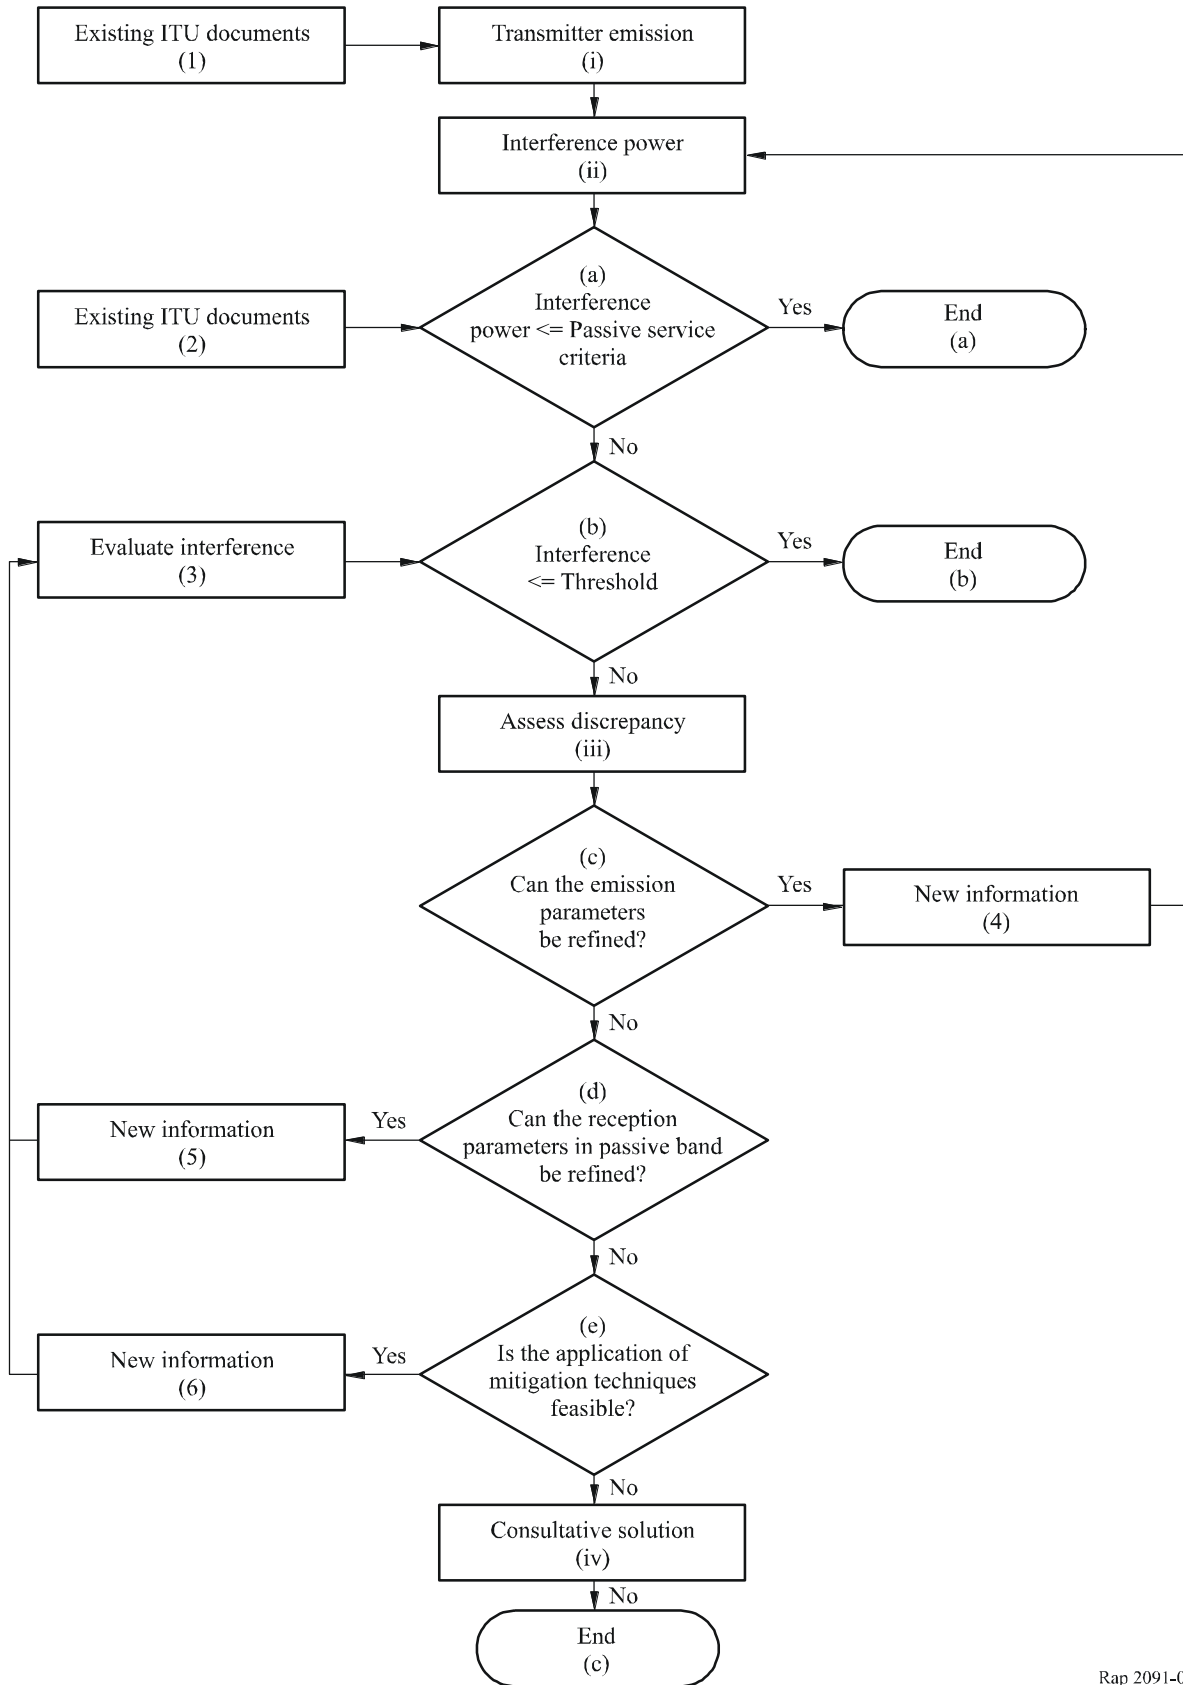 Existing ITU documents
(1)
Transmitter emission
(i)
Interference power
(ii)
Existing ITU documents
(2)
(a)
Interference
power <= Passive service
criteria
Yes
End
(a)
No
Evaluate interference
(3)
(b)
Interference
<= Threshold
Yes
End
(b)
No
Assess discrepancy
(iii)
(c)
Can the emission
parameters
be refined?
Yes
New information
(4)
No
New information
(5)
Yes
(d)
Can the reception
parameters in passive band
be refined?
No
New information
(6)
Yes
(e)
Is the application of
mitigation techniques
feasible?
No
Consultative solution
(iv)
No
End
(c)
Rap 2091-0